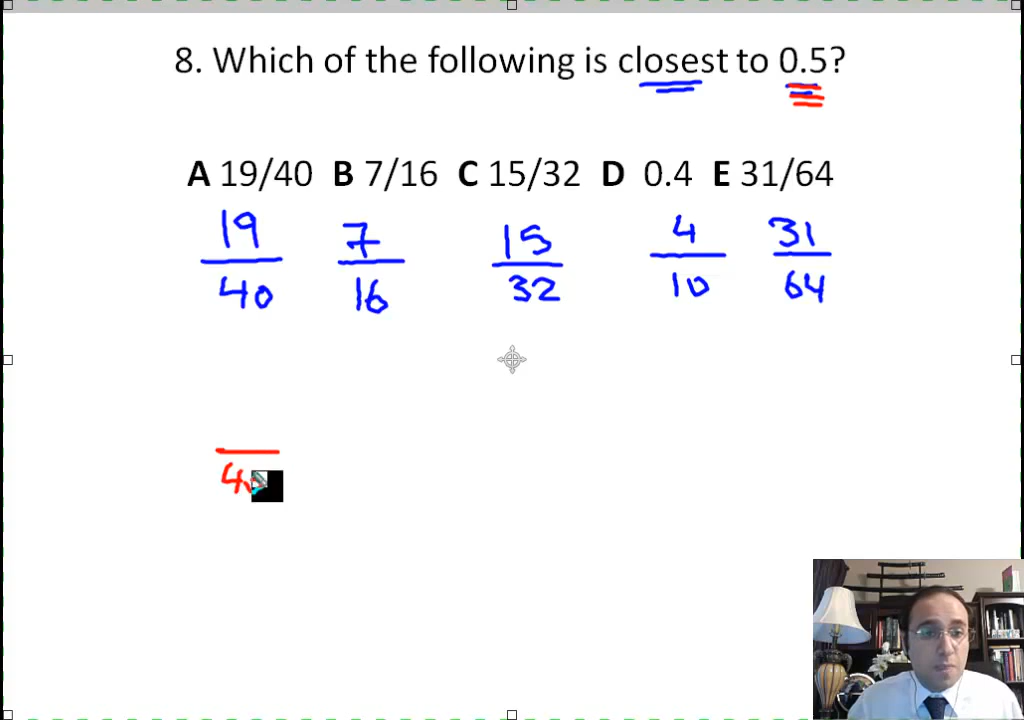 8. Which of the following is closest to 0.5?
A 19/40 B 7/16 C 15/32 D 0.4 E 31/64
19 7 15 4 31
40 16 32 10 64